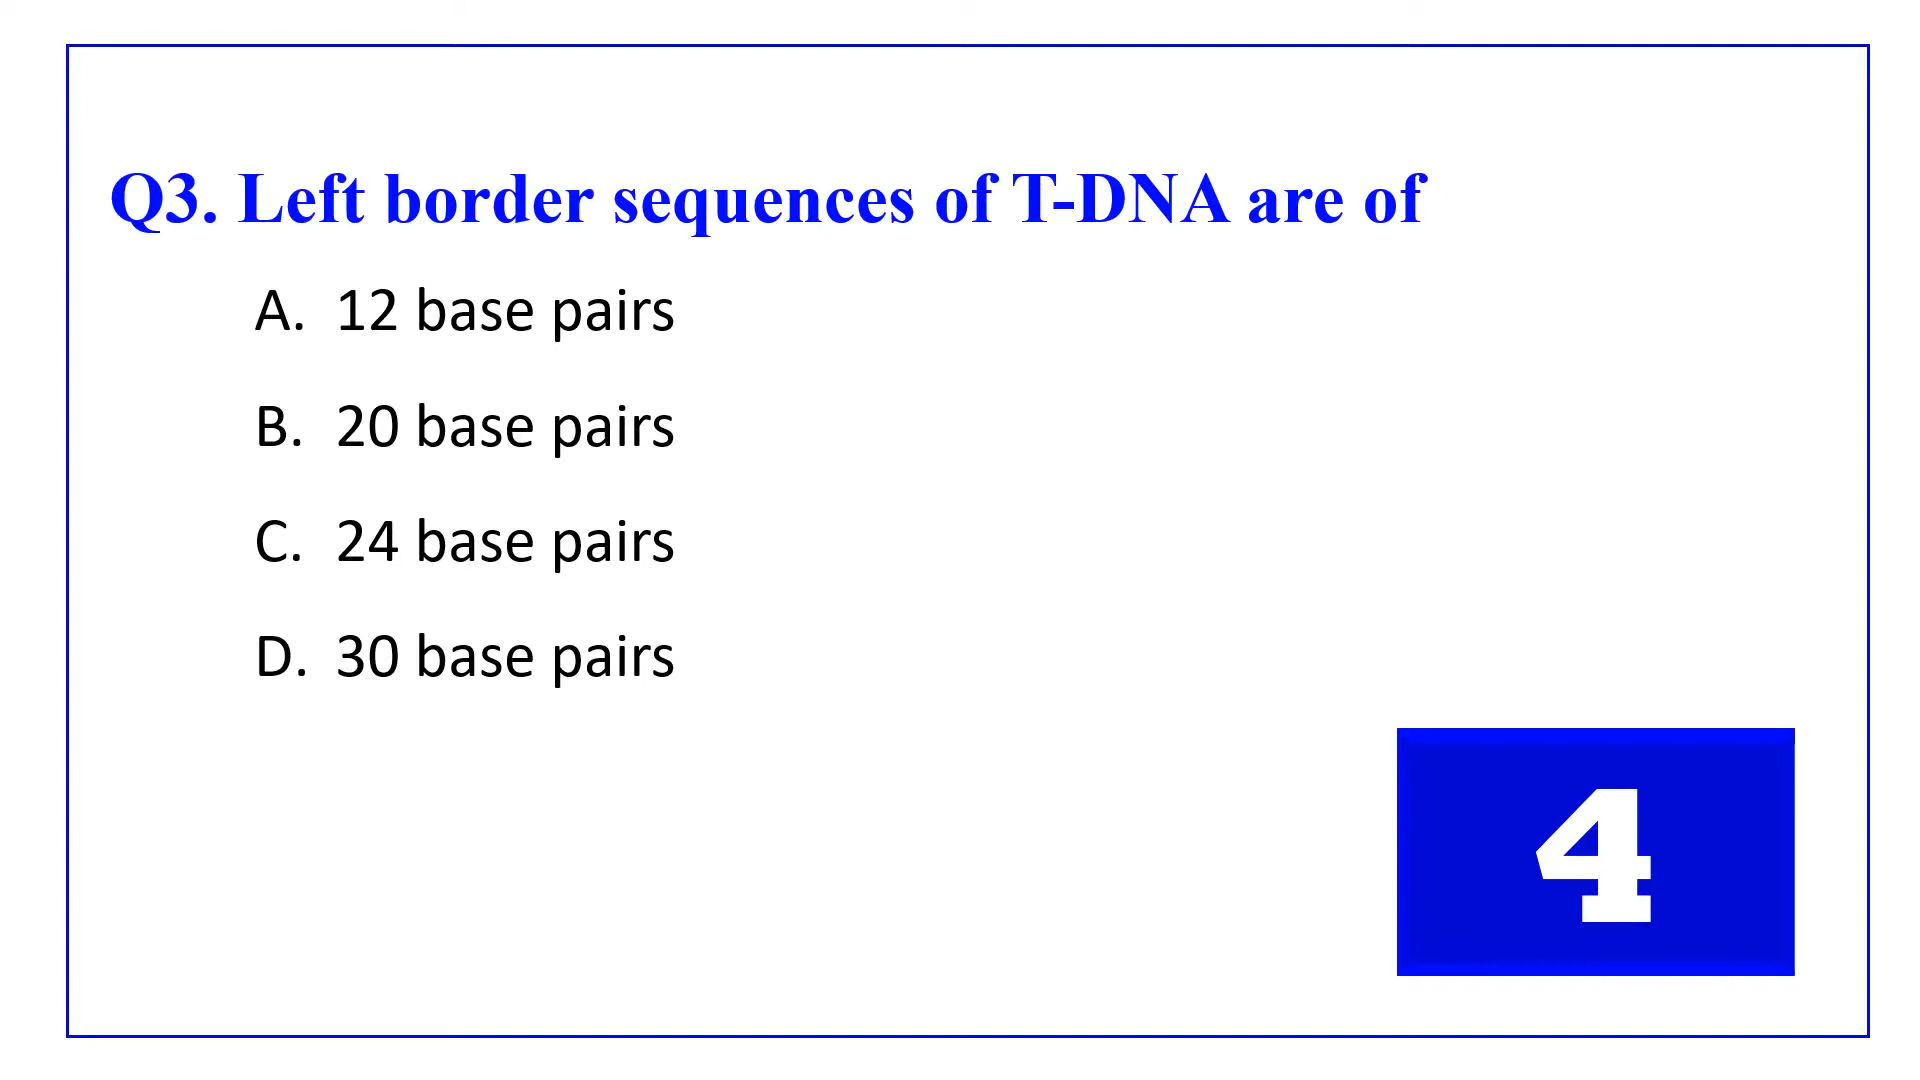 Q3. Left border sequences of T-DNA are of
A. 12 base pairs
B. 20 base pairs
C. 24 base pairs
D. 30 base pairs
4